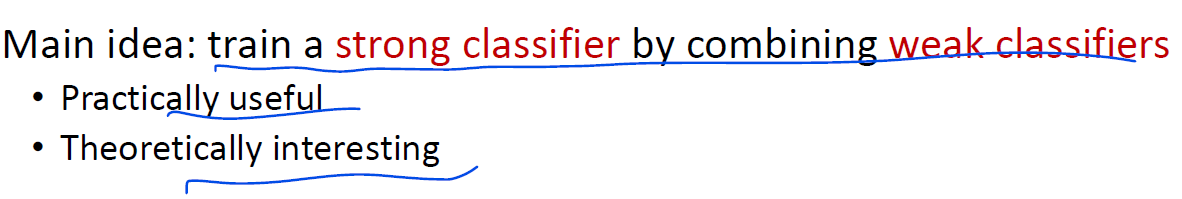 Main idea: train a strong classifier by combining weak classifiers
• Practically useful
• Theoretically interesting